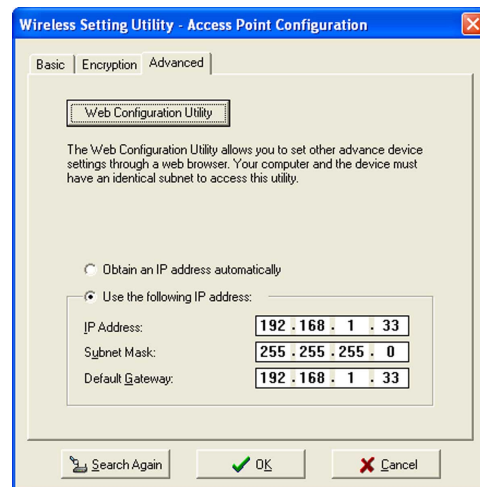 Wireless Setting Utility - Access Point Configuration
Basic Encryption Advanced
Web Configuration Utility
The Web Configuration Utility allows you to set other advance device
settings through a web browser. Your computer and the device must
have an identical subnet to access this utility.
Obtain an IP address automatically
Use the following IP address:
IP Address: 192 . 168 . 1 . 33
Subnet Mask: 255 . 255 . 255 . 0
Default Gateway: 192 . 168 . 1 . 33
Search Again OK Cancel